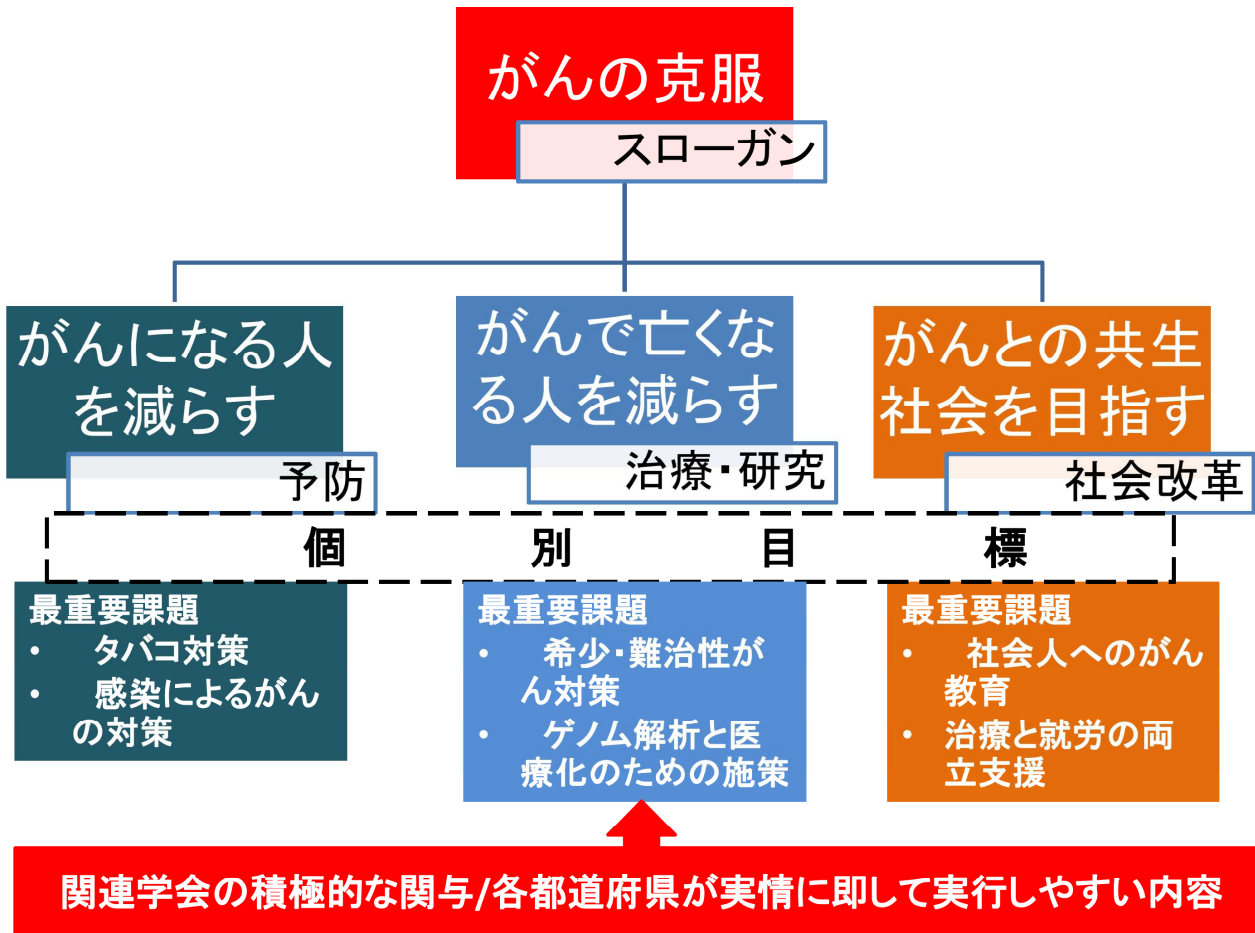 がんの克服
スローガン
がんになる人
を減らす
予防
がんで亡くな
る人を減らす
治療・研究
がんとの共生
社会を目指す
社会改革
個別目標
最重要課題
• タバコ対策
• 感染によるがん
の対策
最重要課題
• 希少・難治性が
ん対策
• ゲノム解析と医
療化のための施策
最重要課題
• 社会人へのがん
教育
• 治療と就労の両
立支援
関連学会の積極的な関与/各都道府県が実情に即して実行しやすい内容